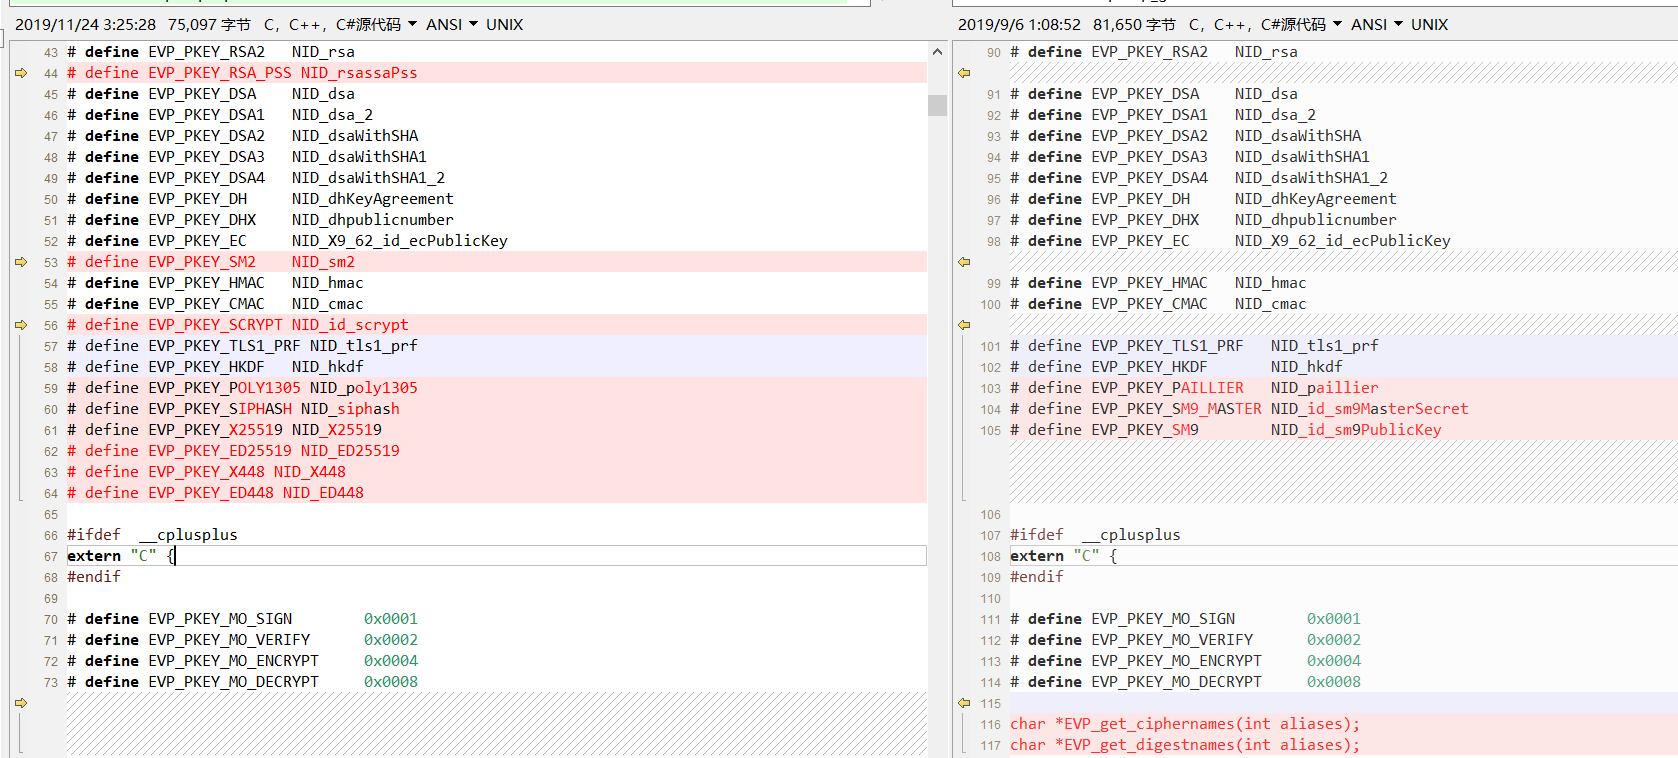 2019/11/24 3:25:28 75,097 字节 C，C++，C#源代码 ANSI UNIX
43 # define EVP_PKEY_RSA2 NID_rsa
44 # define EVP_PKEY_RSA_PSS NID_rsassaPss
45 # define EVP_PKEY_DSA NID_dsa
46 # define EVP_PKEY_DSA1 NID_dsa_2
47 # define EVP_PKEY_DSA2 NID_dsaWithSHA
48 # define EVP_PKEY_DSA3 NID_dsaWithSHA1
49 # define EVP_PKEY_DSA4 NID_dsaWithSHA1_2
50 # define EVP_PKEY_DH NID_dhKeyAgreement
51 # define EVP_PKEY_DHX NID_dhpublicnumber
52 # define EVP_PKEY_EC NID_X9_62_id_ecPublicKey
53 # define EVP_PKEY_SM2 NID_sm2
54 # define EVP_PKEY_HMAC NID_hmac
55 # define EVP_PKEY_CMAC NID_cmac
56 # define EVP_PKEY_SCRYPT NID_id_scrypt
57 # define EVP_PKEY_TLS1_PRF NID_tls1_prf
58 # define EVP_PKEY_HKDF NID_hkdf
59 # define EVP_PKEY_POLY1305 NID_poly1305
60 # define EVP_PKEY_SIPHASH NID_siphash
61 # define EVP_PKEY_X25519 NID_X25519
62 # define EVP_PKEY_ED25519 NID_ED25519
63 # define EVP_PKEY_X448 NID_X448
64 # define EVP_PKEY_ED448 NID_ED448
65
66 #ifdef __cplusplus
67 extern "C" {
68 #endif
69
70 # define EVP_PKEY_MO_SIGN 0x0001
71 # define EVP_PKEY_MO_VERIFY 0x0002
72 # define EVP_PKEY_MO_ENCRYPT 0x0004
73 # define EVP_PKEY_MO_DECRYPT 0x0008
2019/9/6 1:08:52 81,650 字节 C，C++，C#源代码 ANSI UNIX
90 # define EVP_PKEY_RSA2 NID_rsa
91 # define EVP_PKEY_DSA NID_dsa
92 # define EVP_PKEY_DSA1 NID_dsa_2
93 # define EVP_PKEY_DSA2 NID_dsaWithSHA
94 # define EVP_PKEY_DSA3 NID_dsaWithSHA1
95 # define EVP_PKEY_DSA4 NID_dsaWithSHA1_2
96 # define EVP_PKEY_DH NID_dhKeyAgreement
97 # define EVP_PKEY_DHX NID_dhpublicnumber
98 # define EVP_PKEY_EC NID_X9_62_id_ecPublicKey
99 # define EVP_PKEY_HMAC NID_hmac
100 # define EVP_PKEY_CMAC NID_cmac
101 # define EVP_PKEY_TLS1_PRF NID_tls1_prf
102 # define EVP_PKEY_HKDF NID_hkdf
103 # define EVP_PKEY_PAILLIER NID_paillier
104 # define EVP_PKEY_SM9_MASTER NID_id_sm9MasterSecret
105 # define EVP_PKEY_SM9 NID_id_sm9PublicKey
106
107 #ifdef __cplusplus
108 extern "C" {
109 #endif
110
111 # define EVP_PKEY_MO_SIGN 0x0001
112 # define EVP_PKEY_MO_VERIFY 0x0002
113 # define EVP_PKEY_MO_ENCRYPT 0x0004
114 # define EVP_PKEY_MO_DECRYPT 0x0008
115
116 char *EVP_get_ciphernames(int aliases);
117 char *EVP_get_digestnames(int aliases);